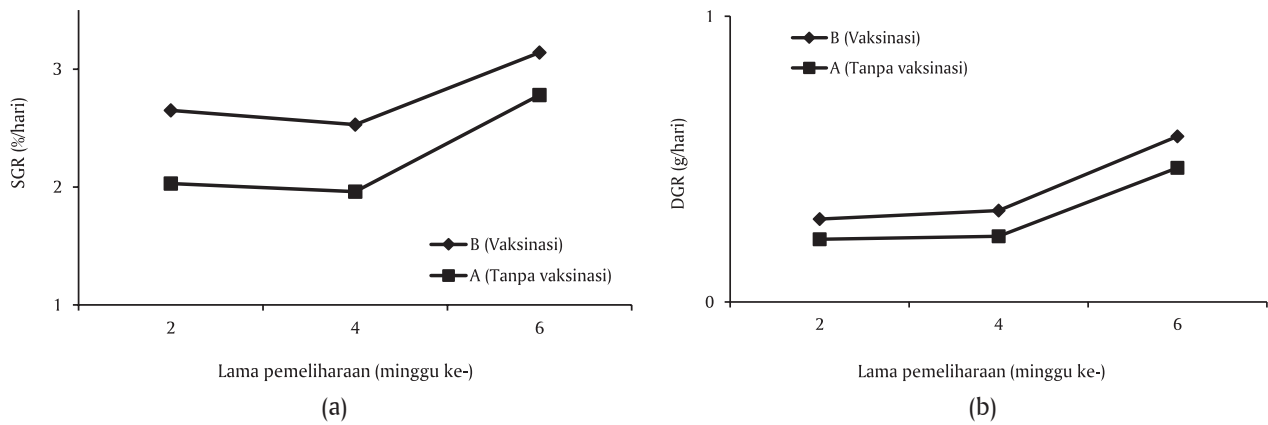 3
2
1
SGR (%/hari)
B (Vaksinasi)
A (Tanpa vaksinasi)
2 4 6
Lama pemeliharaan (minggu ke-)
(a)
1
0
DGR (g/hari)
B (Vaksinasi)
A (Tanpa vaksinasi)
2 4 6
Lama pemeliharaan (minggu ke-)
(b)